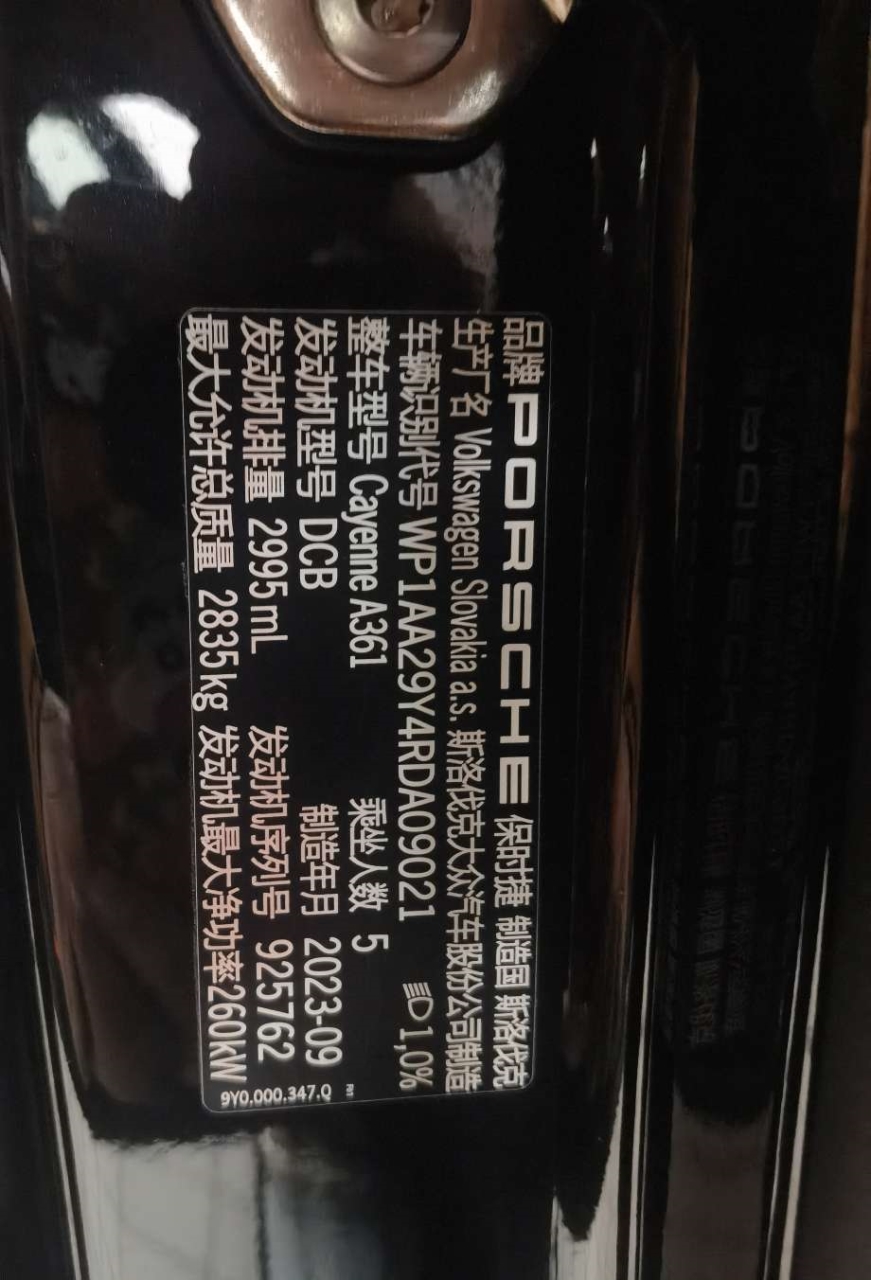 品牌 PORSCHE 保时捷 制造国 斯洛伐克
生产厂名 Volkswagen Slovakia a.s. 斯洛伐克大众汽车股份公司制造
车辆识别代号 WP1AA29Y4RDA09021 1,0%
整车型号 Cayenne A361 乘坐人数 5
发动机型号 DCB 制造年月 2023-09
发动机排量 2995 mL 发动机序列号 925762
最大允许总质量 2835kg 发动机最大净功率260kW
9Y0.000.347.Q